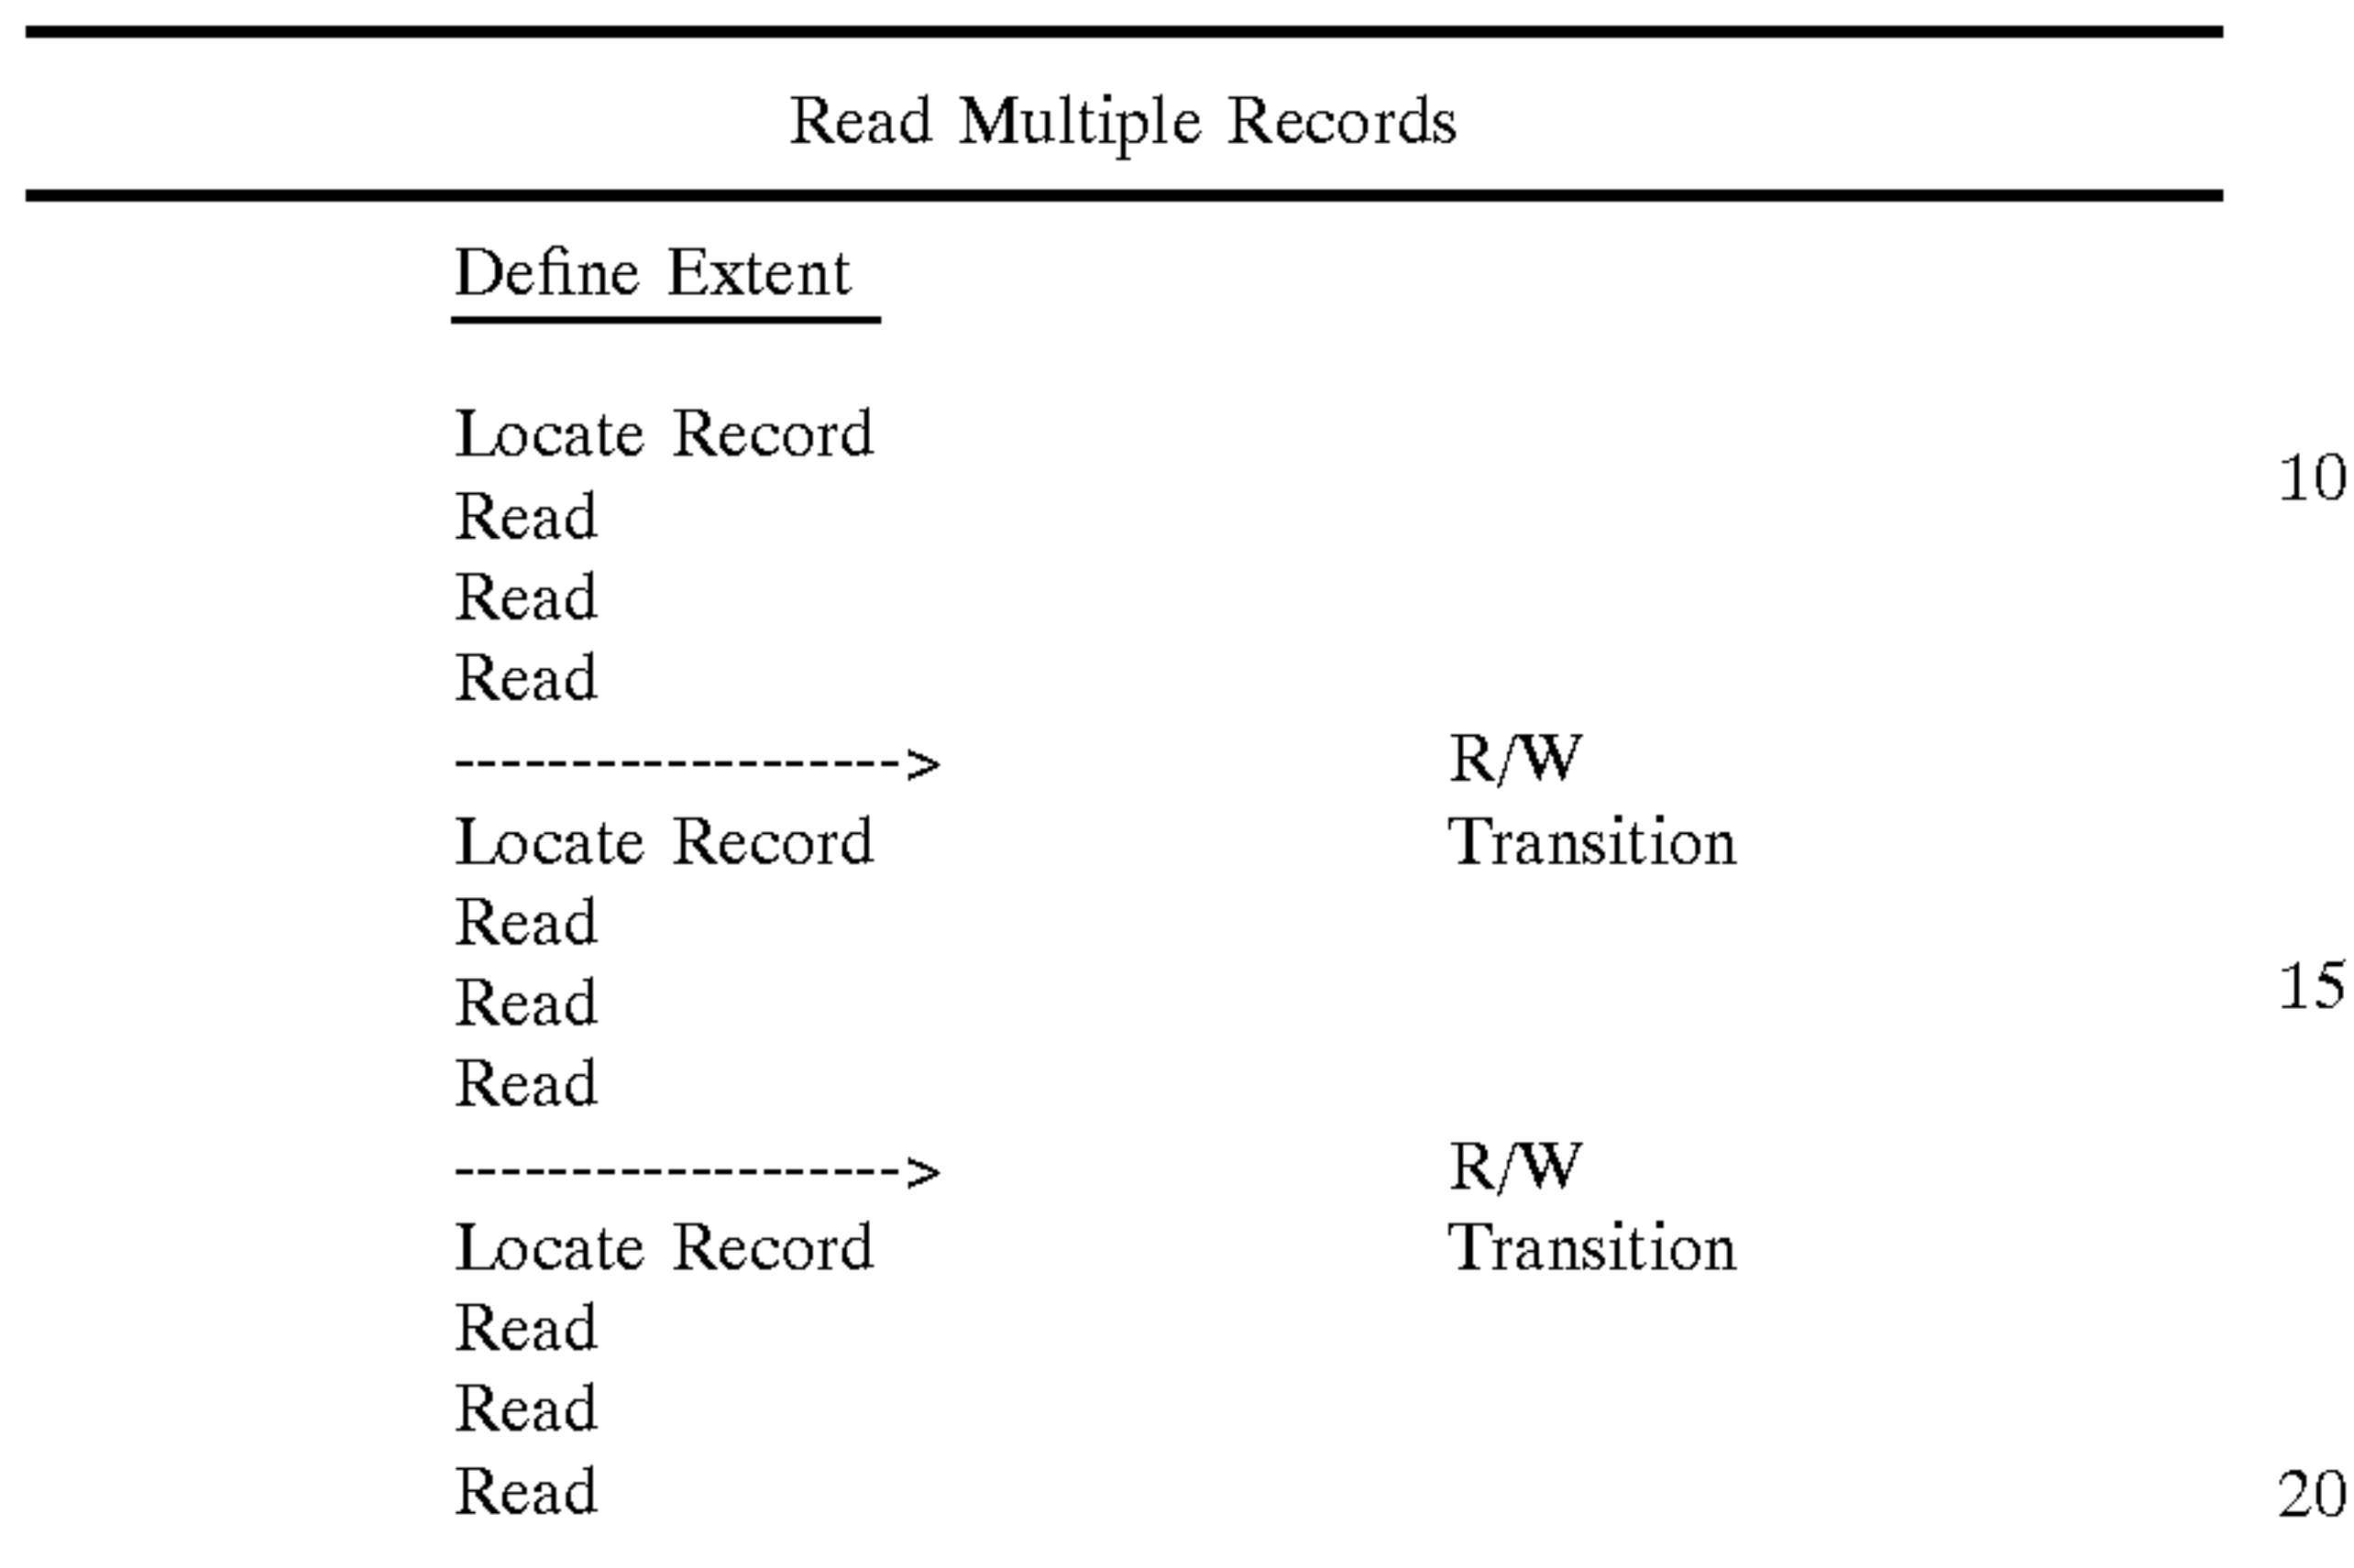 Read Multiple Records
Define Extent
Locate Record
10
Read
Read
Read
-------------------> R/W
Locate Record Transition
Read
Read
15
Read
-------------------> R/W
Locate Record Transition
Read
Read
Read 20